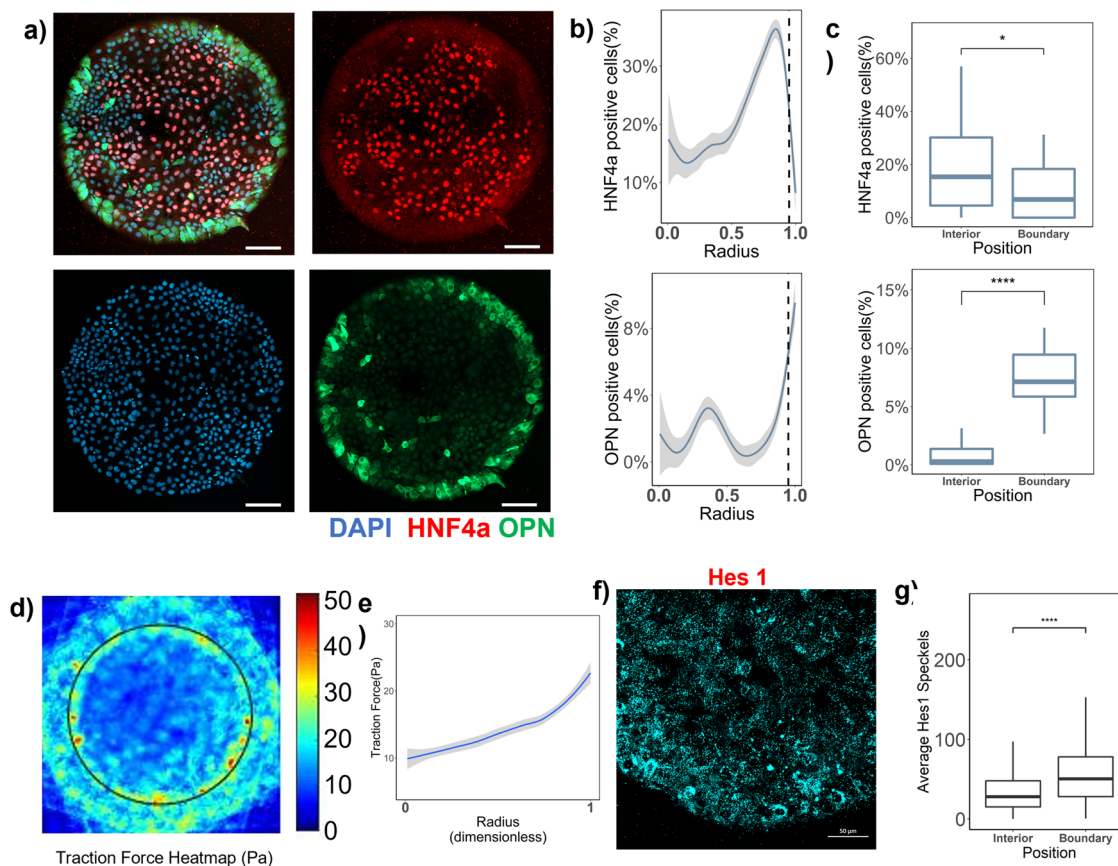 a)
DAPI HNF4a OPN
b)
HNF4a positive cells(%)
30%
20%
10%
0.0 0.5 1.0
Radius
OPN positive cells(%)
8%
4%
0%
0.0 0.5 1.0
Radius
c
)
HNF4a positive cells(%)
60%
40%
20%
0%
*
Interior Boundary
Position
OPN positive cells(%)
15%
10%
5%
0%
****
Interior Boundary
Position
d)
50
40
30
20
10
0
Traction Force Heatmap (Pa)
e
)
Traction Force(Pa)
30
20
10
0 1
Radius
(dimensionless)
f)
Hes 1
50 µm
g)
Average Hes1 Speckels
200
100
0
****
Interior Boundary
Position